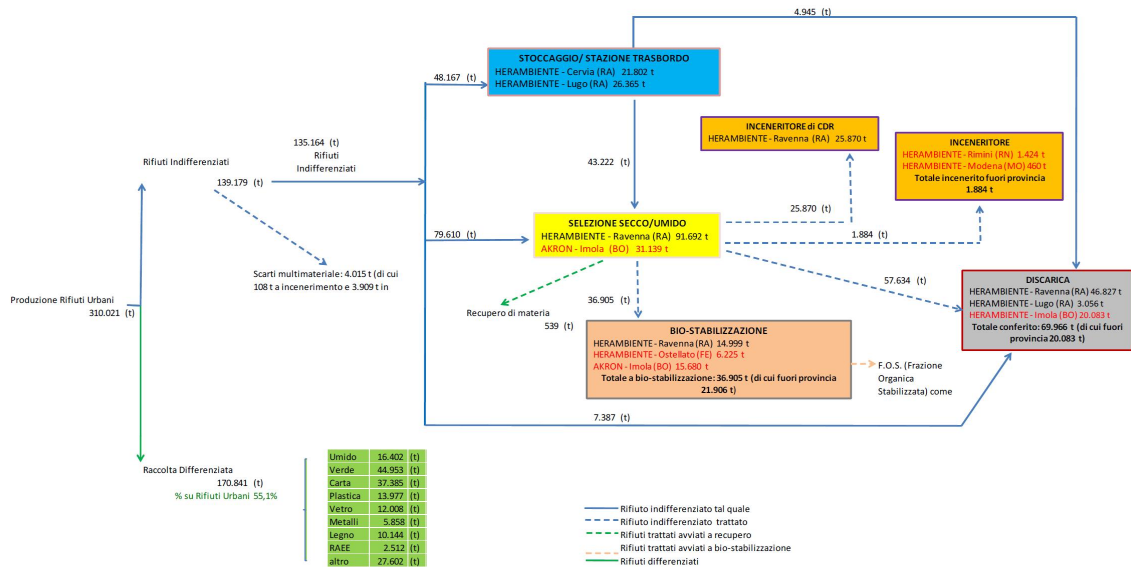 4.945 (t)
STOCCAGGIO/ STAZIONE TRASBORDO
HERAMBIENTE - Cervia (RA) 21.802 t
HERAMBIENTE - Lugo (RA) 26.365 t
48.167 (t)
INCENERITORE di CDR
HERAMBIENTE - Ravenna (RA) 25.870 t
INCENERITORE
HERAMBIENTE - Rimini (RN) 1.424 t
HERAMBIENTE - Modena (MO) 460 t
Totale incenerito fuori provincia
1.884 t
135.164 (t)
Rifiuti
Indifferenziati
Rifiuti Indifferenziati
139.179 (t)
43.222 (t)
25.870 (t)
79.610 (t)
SELEZIONE SECCO/UMIDO
HERAMBIENTE - Ravenna (RA) 91.692 t
AKRON - Imola (BO) 31.139 t
1.884 (t)
57.634 (t)
Scarti multimateriale: 4.015 t (di cui
108 t a incenerimento e 3.909 t in
DISCARICA
HERAMBIENTE - Ravenna (RA) 46.827 t
HERAMBIENTE - Lugo (RA) 3.056 t
HERAMBIENTE - Imola (BO) 20.083 t
Totale conferito: 69.966 t (di cui fuori
provincia 20.083 t)
Produzione Rifiuti Urbani
310.021 (t)
36.905 (t)
Recupero di materia
539 (t)
BIO-STABILIZZAZIONE
HERAMBIENTE - Ravenna (RA) 14.999 t
HERAMBIENTE - Ostellato (FE) 6.225 t
AKRON - Imola (BO) 15.680 t
Totale a bio-stabilizzazione: 36.905 t (di cui fuori provincia
21.906 t)
F.O.S. (Frazione
Organica
Stabilizzata) come
7.387 (t)
Raccolta Differenziata
170.841 (t)
% su Rifiuti Urbani 55,1%
Umido 16.402 (t)
Verde 44.953 (t)
Carta 37.385 (t)
Plastica 13.977 (t)
Vetro 12.008 (t)
Metalli 5.858 (t)
Legno 10.144 (t)
RAEE 2.512 (t)
altro 27.602 (t)
Rifiuto indifferenziato tal quale
Rifiuto indifferenziato trattato
Rifiuti trattati avviati a recupero
Rifiuti trattati avviati a bio-stabilizzazione
Rifiuti differenziati